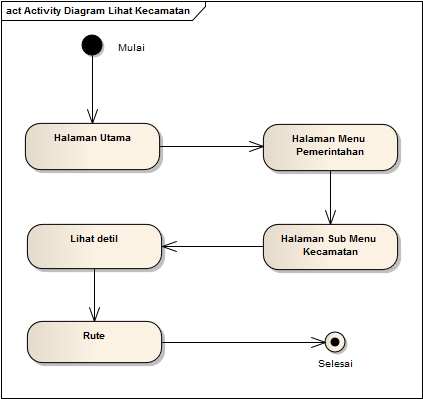 act Activity Diagram Lihat Kecamatan
Mulai
Halaman Utama
Halaman Menu
Pemerintahan
Lihat detil
Halaman Sub Menu
Kecamatan
Rute
Selesai